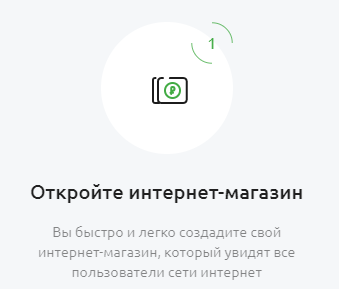 1
Откройте интернет-магазин
Вы быстро и легко создадите свой
интернет-магазин, который увидят все
пользователи сети интернет